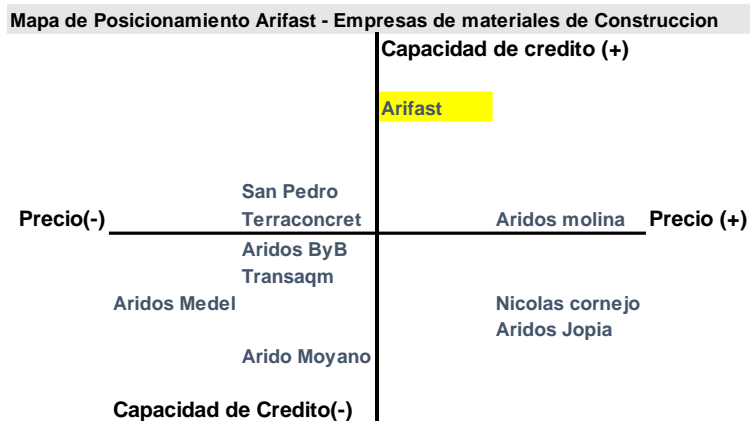 Mapa de Posicionamiento Arifast - Empresas de materiales de Construccion
Capacidad de credito (+)
Arifast
San Pedro
Precio(-) Terraconcret Aridos molina Precio (+)
Aridos ByB
Transaqm
Aridos Medel Nicolas cornejo
Aridos Jopia
Arido Moyano
Capacidad de Credito(-)